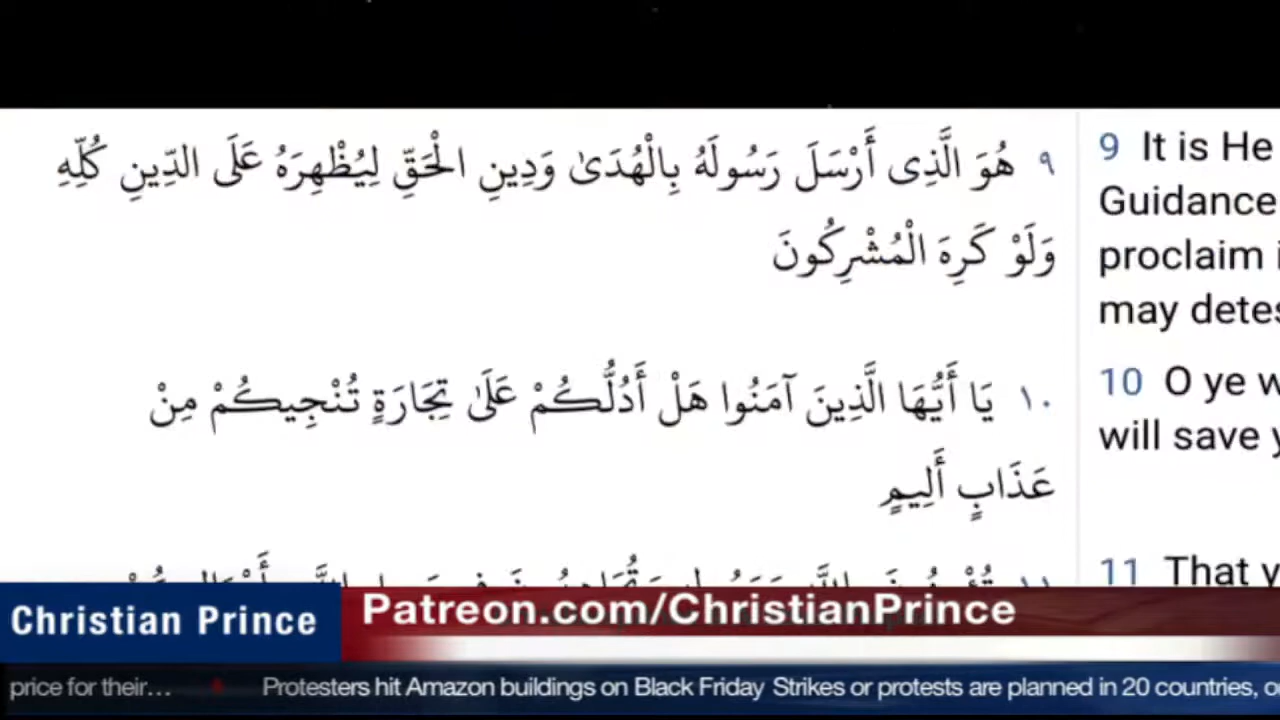 ٩ هُوَ الَّذِى أَرْسَلَ رَسُولَهُ بِالْهُدَىٰ وَدِينِ الْحَقِّ لِيُظْهِرَهُ عَلَى الدِّينِ كُلِّهِ
وَلَوْ كَرِهَ الْمُشْرِكُونَ
9 It is He
Guidance
proclaim i
may detes
١٠ يَا أَيُّهَا الَّذِينَ آمَنُوا هَلْ أَدُلُّكُمْ عَلَىٰ تِجَارَةٍ تُنْجِيكُمْ مِنْ
عَذَابٍ أَلِيمٍ
10 O ye w
will save y
11 That y
Christian Prince
Patreon.com/ChristianPrince
price for their... Protesters hit Amazon buildings on Black Friday Strikes or protests are planned in 20 countries, o